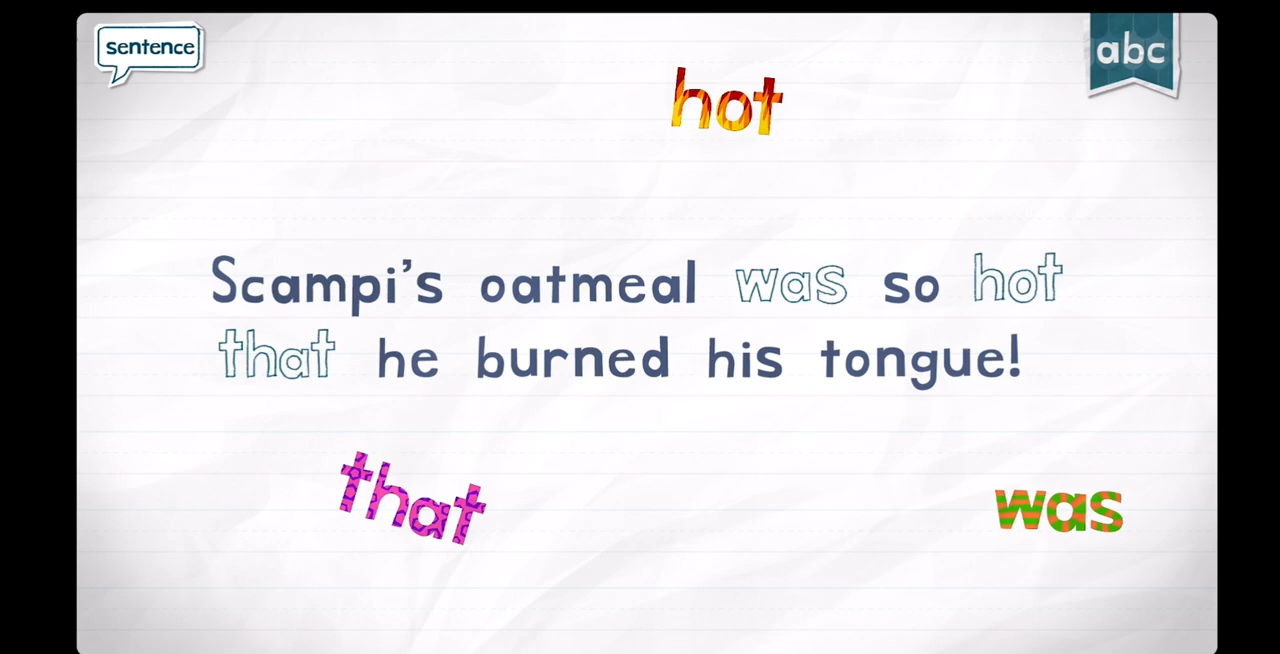 sentence
abc
hot
Scampi's oatmeal was so hot
that he burned his tongue!
that
was